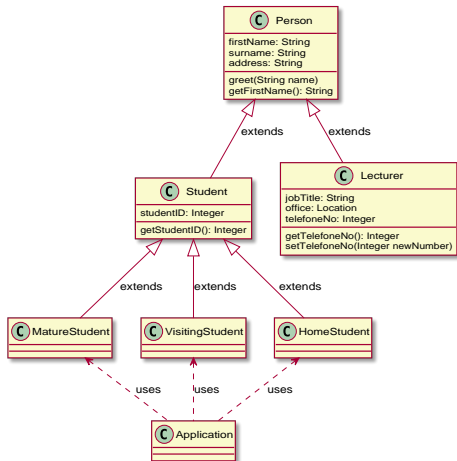 C Person
firstName: String
surname: String
address: String
greet(String name)
getFirstName(): String
extends
extends
C Student
studentID: Integer
getStudentID(): Integer
C Lecturer
jobTitle: String
office: Location
telefoneNo: Integer
getTelefoneNo(): Integer
setTelefoneNo(Integer newNumber)
extends
extends
extends
C MatureStudent
C VisitingStudent
C HomeStudent
uses
uses
uses
C Application